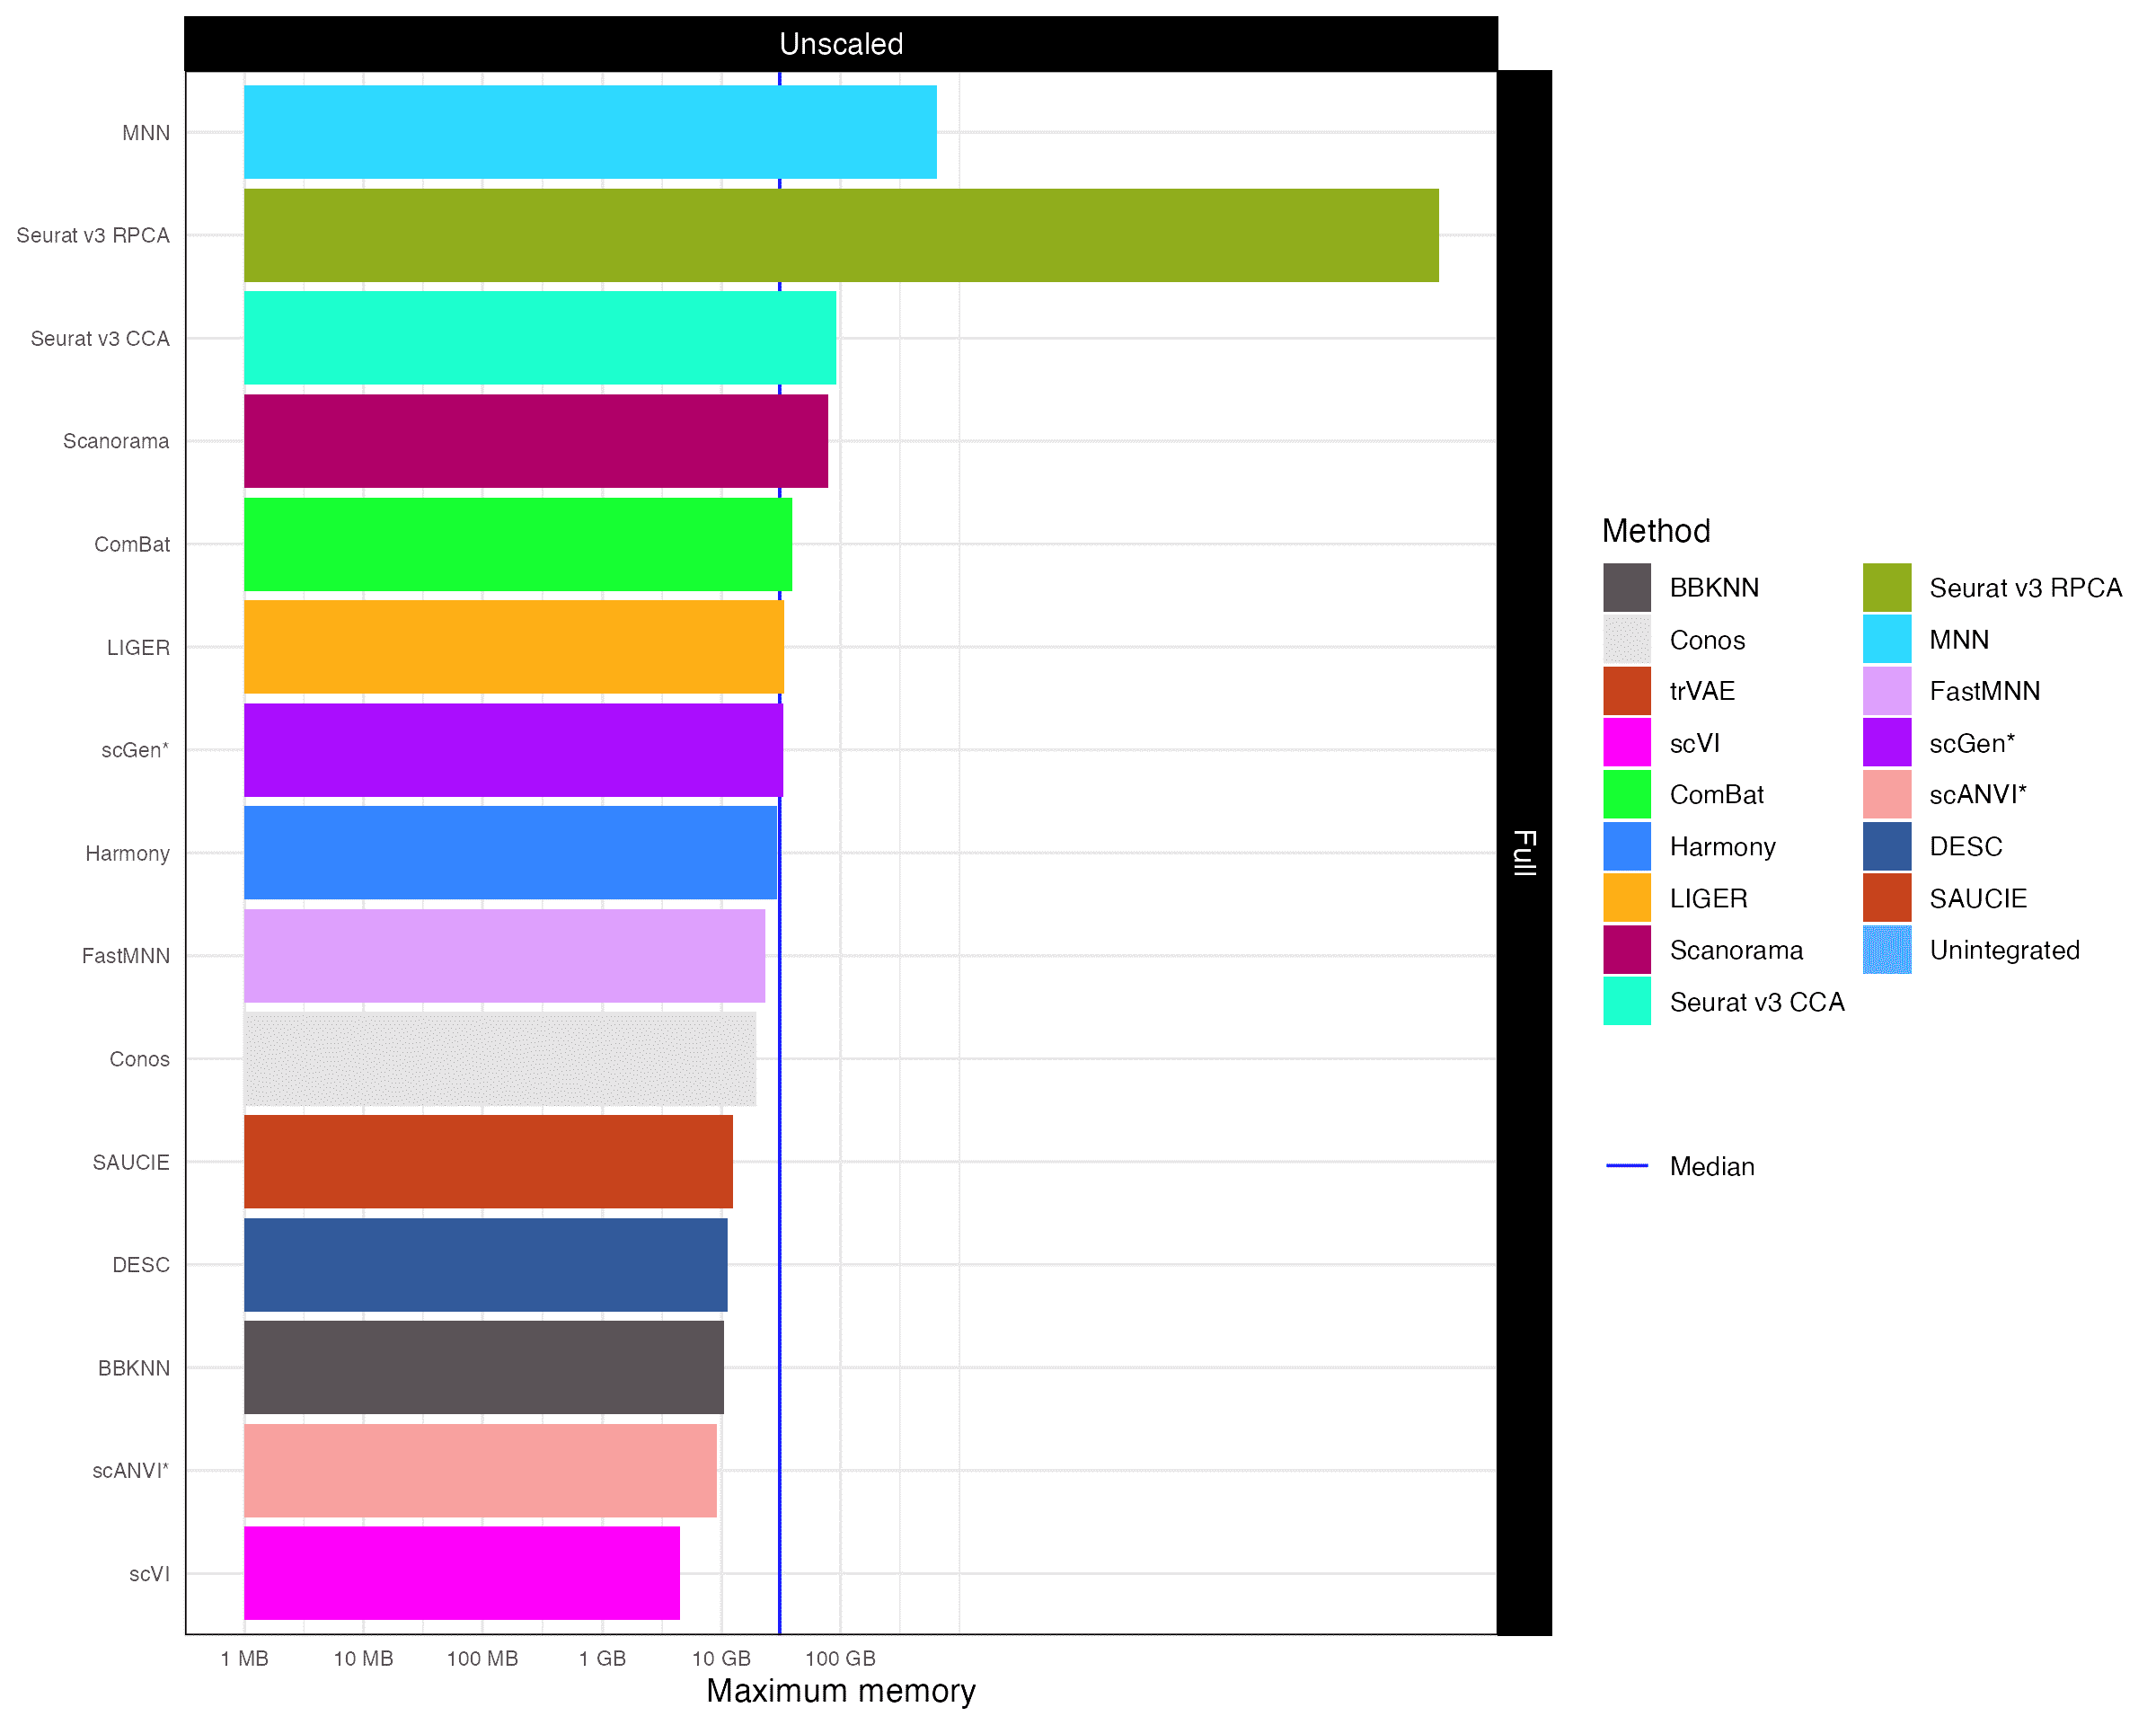 Unscaled
MNN
Seurat v3 RPCA
Seurat v3 CCA
Scanorama
ComBat
LIGER
scGen*
Harmony
FastMNN
Conos
SAUCIE
DESC
BBKNN
scANVI*
scVI
1 MB 10 MB 100 MB 1 GB 10 GB 100 GB
Maximum memory
Full
Method
BBKNN
Conos
trVAE
scVI
ComBat
Harmony
LIGER
Scanorama
Seurat v3 CCA
Seurat v3 RPCA
MNN
FastMNN
scGen*
scANVI*
DESC
SAUCIE
Unintegrated
Median